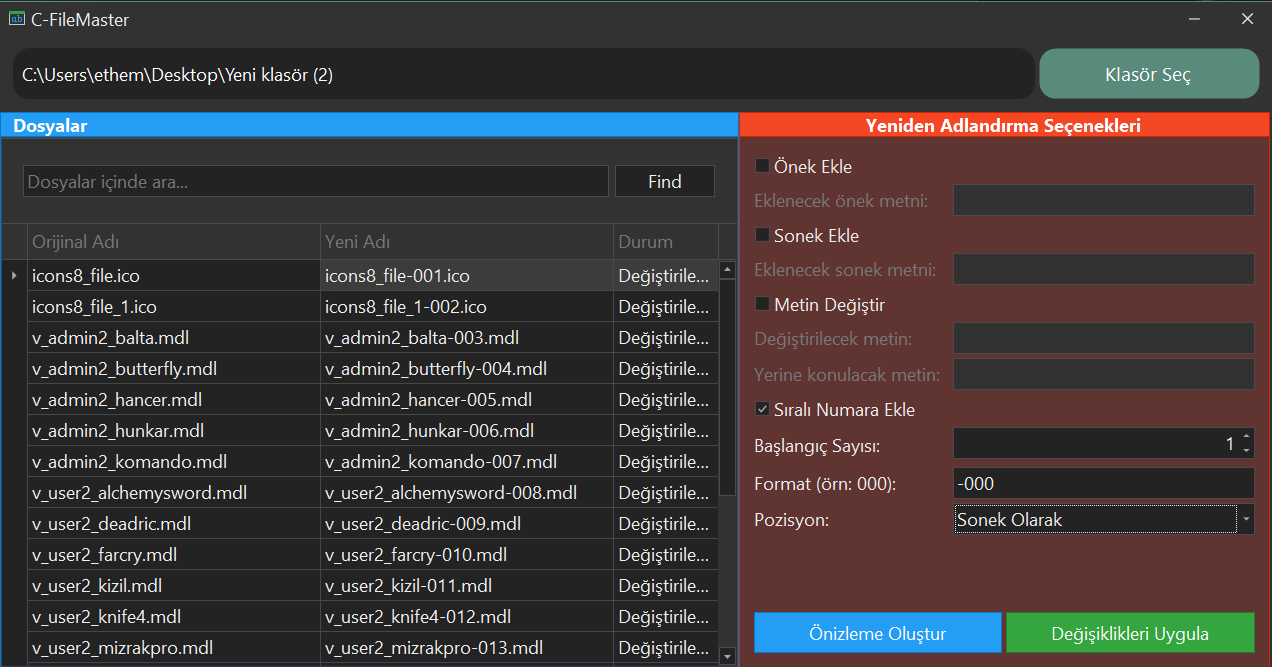 C-FileMaster
C:\Users\ethem\Desktop\Yeni klasör (2)
Klasör Seç
Dosyalar
Dosyalar içinde ara...
Find
Orijinal Adı Yeni Adı Durum
icons8_file.ico icons8_file-001.ico Değiştirile...
icons8_file_1.ico icons8_file_1-002.ico Değiştirile...
v_admin2_balta.mdl v_admin2_balta-003.mdl Değiştirile...
v_admin2_butterfly.mdl v_admin2_butterfly-004.mdl Değiştirile...
v_admin2_hancer.mdl v_admin2_hancer-005.mdl Değiştirile...
v_admin2_hunkar.mdl v_admin2_hunkar-006.mdl Değiştirile...
v_admin2_komando.mdl v_admin2_komando-007.mdl Değiştirile...
v_user2_alchemysword.mdl v_user2_alchemysword-008.mdl Değiştirile...
v_user2_deadric.mdl v_user2_deadric-009.mdl Değiştirile...
v_user2_farcry.mdl v_user2_farcry-010.mdl Değiştirile...
v_user2_kizil.mdl v_user2_kizil-011.mdl Değiştirile...
v_user2_knife4.mdl v_user2_knife4-012.mdl Değiştirile...
v_user2_mizrakpro.mdl v_user2_mizrakpro-013.mdl Değiştirile...
Yeniden Adlandırma Seçenekleri
Önek Ekle
Eklenecek önek metni:
Sonek Ekle
Eklenecek sonek metni:
Metin Değiştir
Değiştirilecek metin:
Yerine konulacak metin:
Sıralı Numara Ekle
Başlangıç Sayısı: 1
Format (örn: 000): -000
Pozisyon: Sonek Olarak
Önizleme Oluştur
Değişiklikleri Uygula